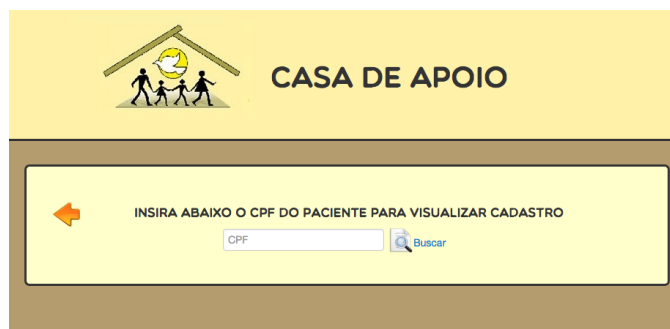 CASA DE APOIO
INSIRA ABAIXO O CPF DO PACIENTE PARA VISUALIZAR CADASTRO
CPF
Buscar